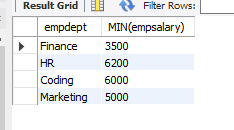 Result Grid Filter Rows:
empdept MIN(empsalary)
Finance 3500
HR 6200
Coding 6000
Marketing 5000